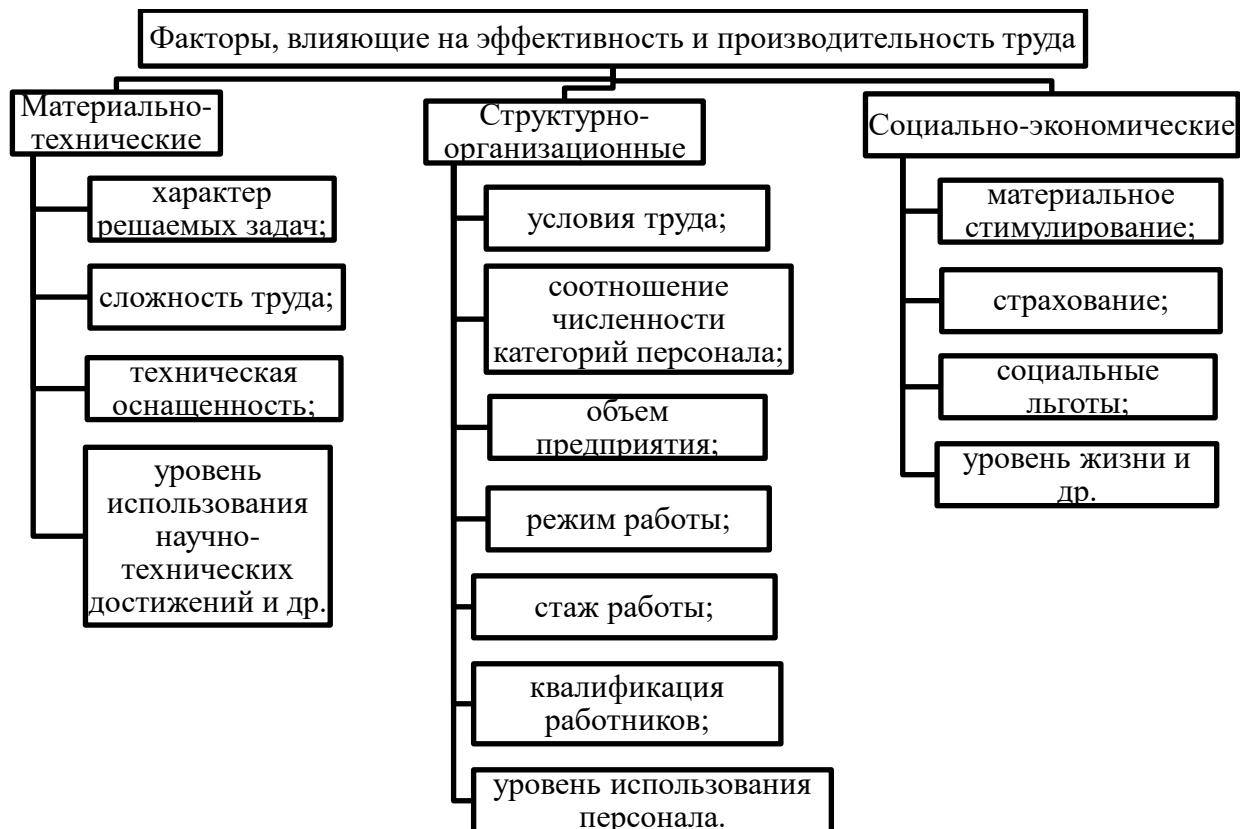 Факторы, влияющие на эффективность и производительность труда
Материально-
технические
характер
решаемых задач;
сложность труда;
техническая
оснащенность;
уровень
использования
научно-
технических
достижений и др.
Структурно-
организационные
условия труда;
соотношение
численности
категорий персонала;
объем
предприятия;
режим работы;
стаж работы;
квалификация
работников;
уровень использования
персонала.
Социально-экономические
материальное
стимулирование;
страхование;
социальные
льготы;
уровень жизни и
др.